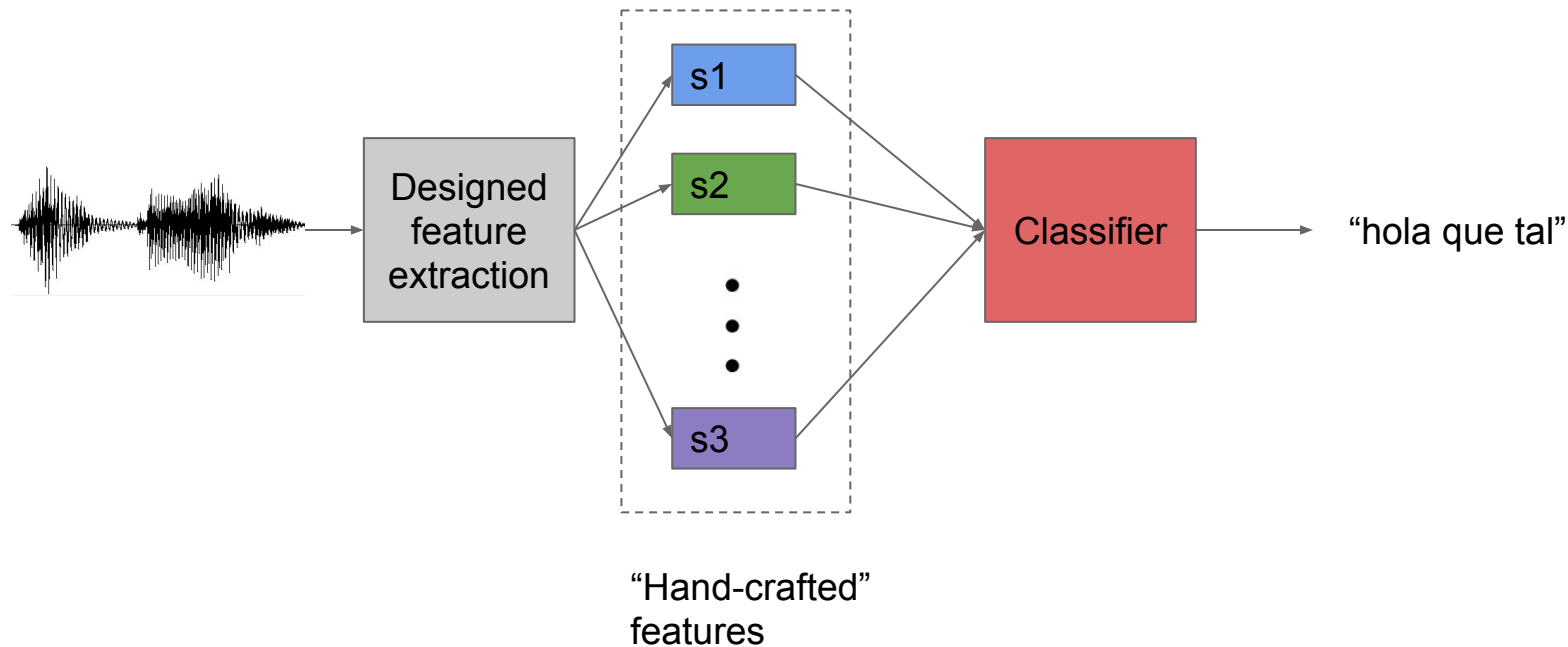 s1
s2
s3
Designed
feature
extraction
Classifier
“hola que tal”
“Hand-crafted”
features